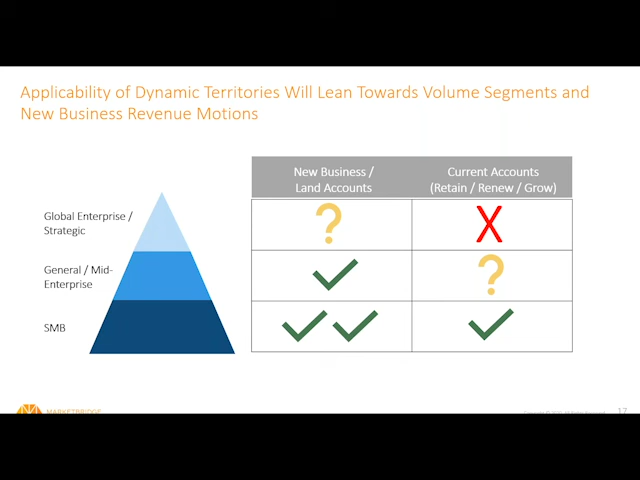 Applicability of Dynamic Territories Will Lean Towards Volume Segments and
New Business Revenue Motions
New Business /
Land Accounts
Current Accounts
(Retain / Renew / Grow)
Global Enterprise /
Strategic
?
X
General / Mid-
Enterprise
?
SMB
MARKETBRIDGE
17